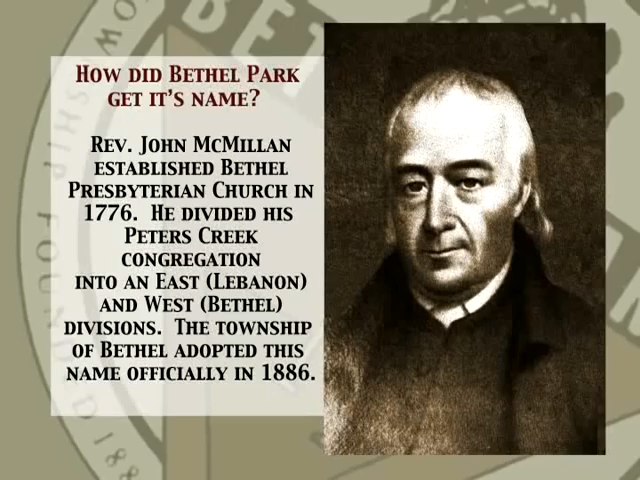 How did Bethel Park
get it's name?
Rev. John McMillan
established Bethel
Presbyterian Church in
1776. He divided his
Peters Creek
congregation
into an East (Lebanon)
and West (Bethel)
divisions. The township
of Bethel adopted this
name officially in 1886.